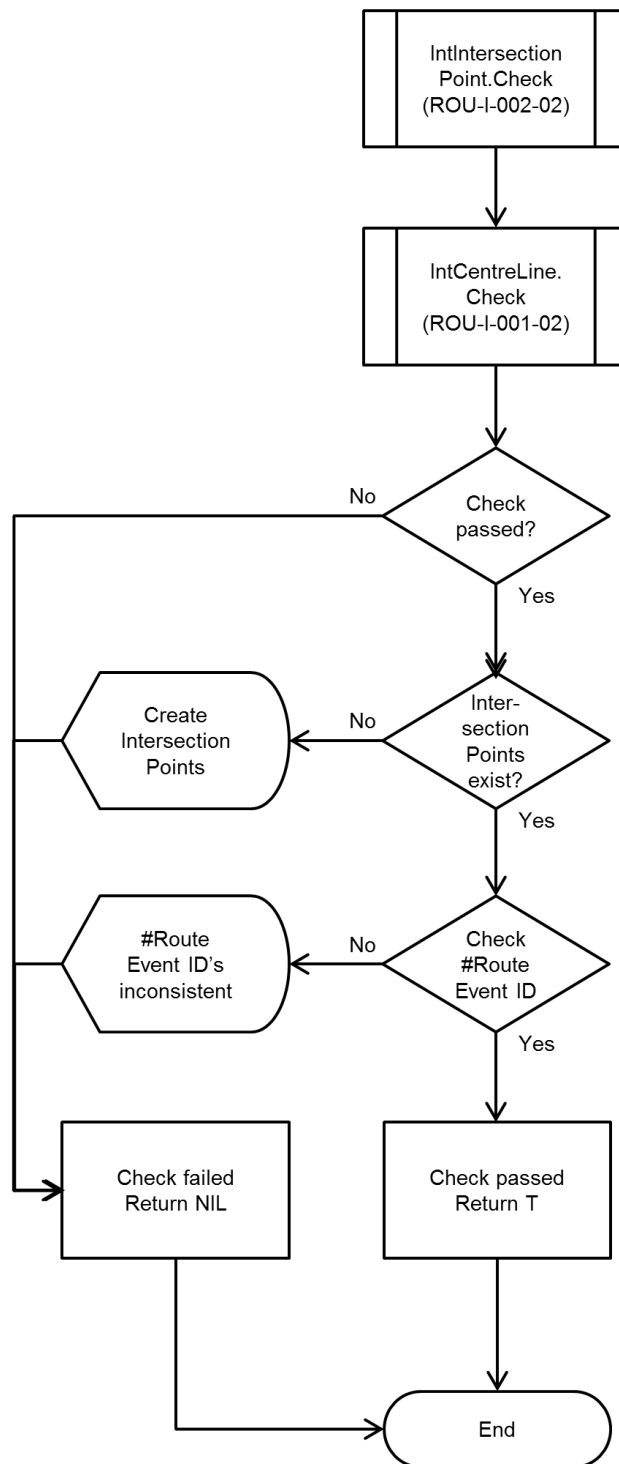 IntIntersection
Point.Check
(ROU-I-002-02)
IntCentreLine.
Check
(ROU-I-001-02)
No
Check
passed?
Yes
Create
Intersection
Points
No
Inter-
section
Points
exist?
Yes
#Route
Event ID's
inconsistent
No
Check
#Route
Event ID
Yes
Check failed
Return NIL
Check passed
Return T
End